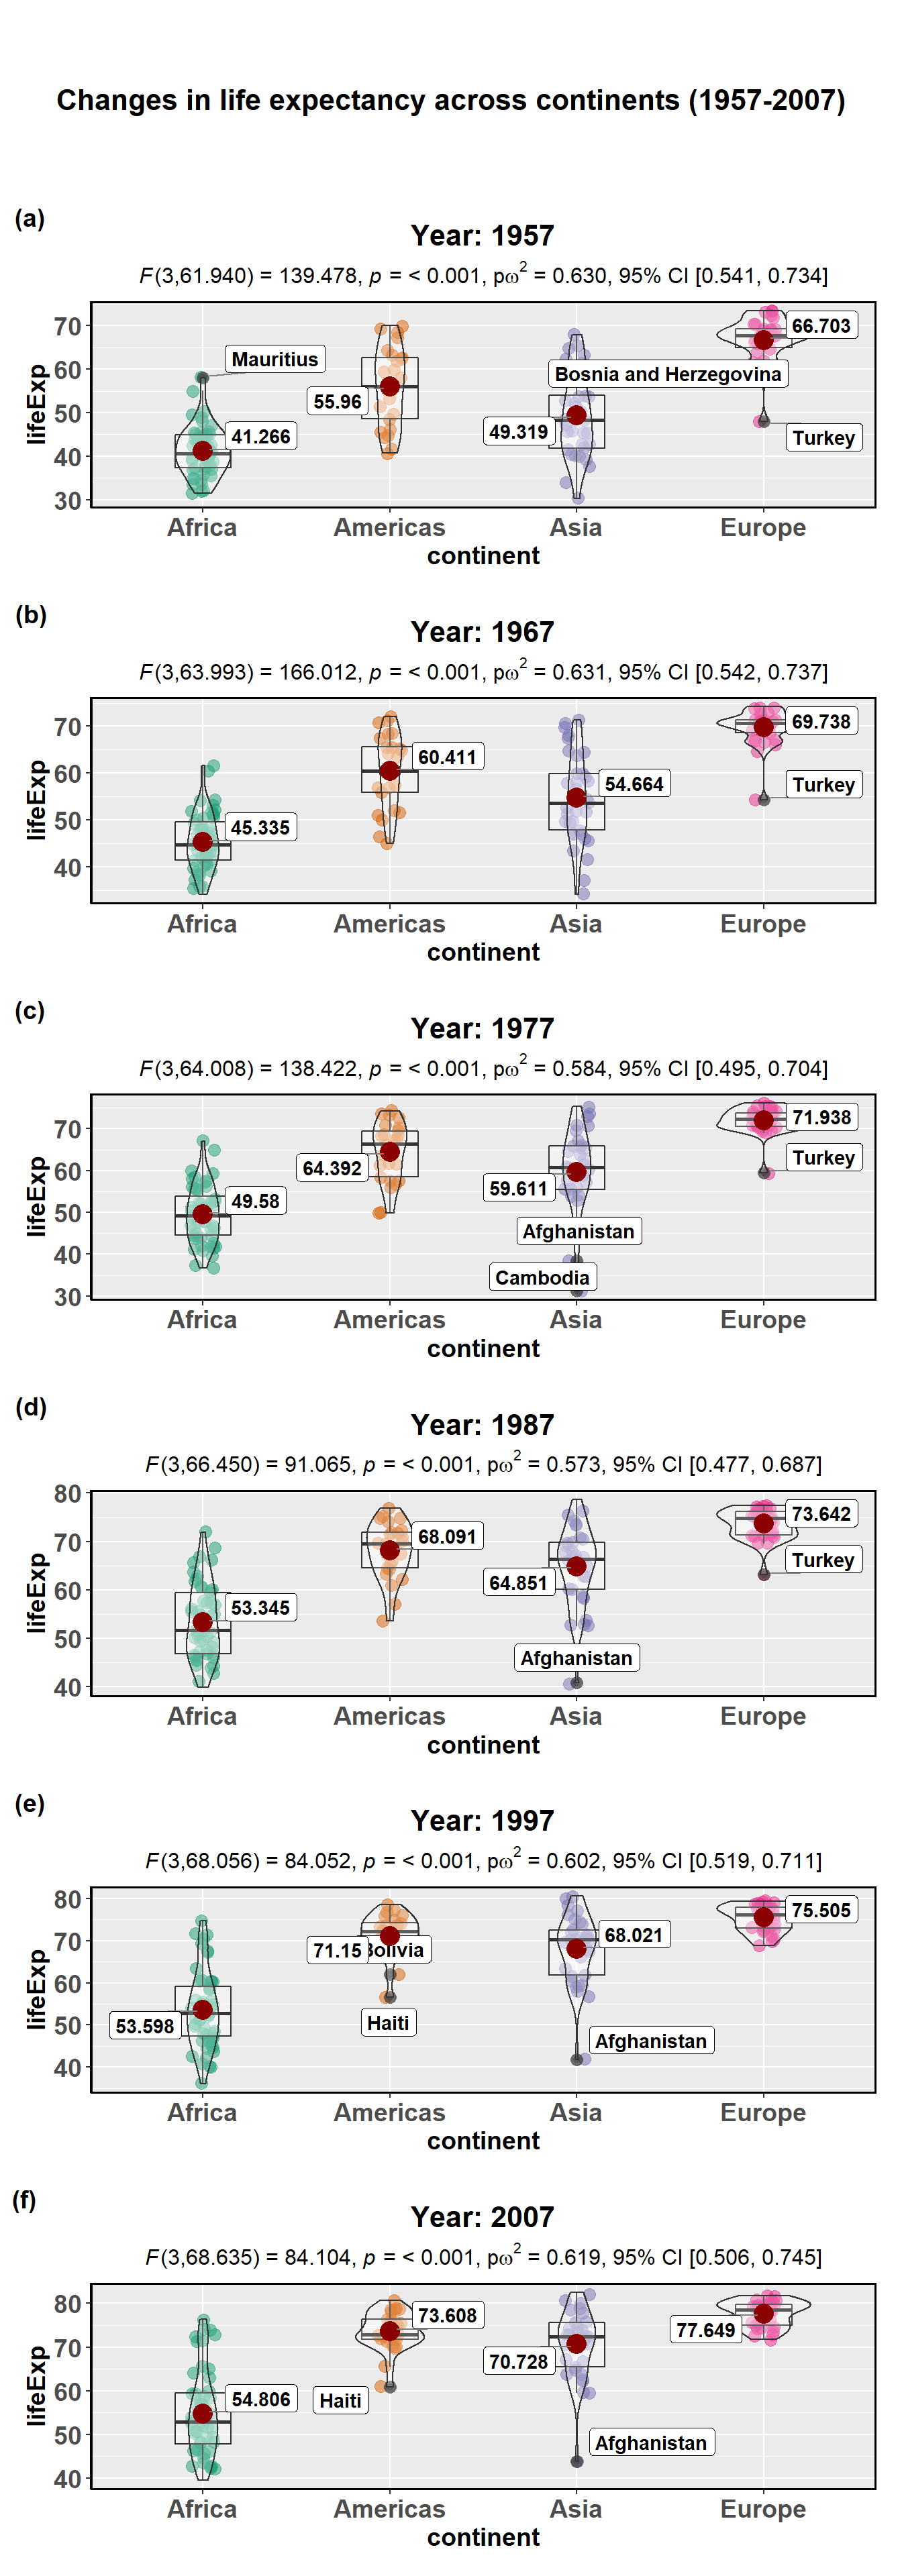 Changes in life expectancy across continents (1957-2007)
(a)
Year: 1957
F(3,61.940) = 139.478, p = < 0.001, pω² = 0.630, 95% CI [0.541, 0.734]
lifeExp
70
60
50
40
30
Mauritius
41.266
55.96
49.319
Bosnia and Herzegovina
66.703
Turkey
Africa Americas Asia Europe
continent
(b)
Year: 1967
F(3,63.993) = 166.012, p = < 0.001, pω² = 0.631, 95% CI [0.542, 0.737]
lifeExp
70
60
50
40
45.335
60.411
54.664
69.738
Turkey
Africa Americas Asia Europe
continent
(c)
Year: 1977
F(3,64.008) = 138.422, p = < 0.001, pω² = 0.584, 95% CI [0.495, 0.704]
lifeExp
70
60
50
40
30
49.58
64.392
59.611
Afghanistan
Cambodia
71.938
Turkey
Africa Americas Asia Europe
continent
(d)
Year: 1987
F(3,66.450) = 91.065, p = < 0.001, pω² = 0.573, 95% CI [0.477, 0.687]
lifeExp
80
70
60
50
40
53.345
68.091
64.851
Afghanistan
73.642
Turkey
Africa Americas Asia Europe
continent
(e)
Year: 1997
F(3,68.056) = 84.052, p = < 0.001, pω² = 0.602, 95% CI [0.519, 0.711]
lifeExp
80
70
60
50
40
53.598
71.15
Bolivia
Haiti
68.021
Afghanistan
75.505
Africa Americas Asia Europe
continent
(f)
Year: 2007
F(3,68.635) = 84.104, p = < 0.001, pω² = 0.619, 95% CI [0.506, 0.745]
lifeExp
80
70
60
50
40
54.806
73.608
Haiti
70.728
Afghanistan
77.649
Africa Americas Asia Europe
continent